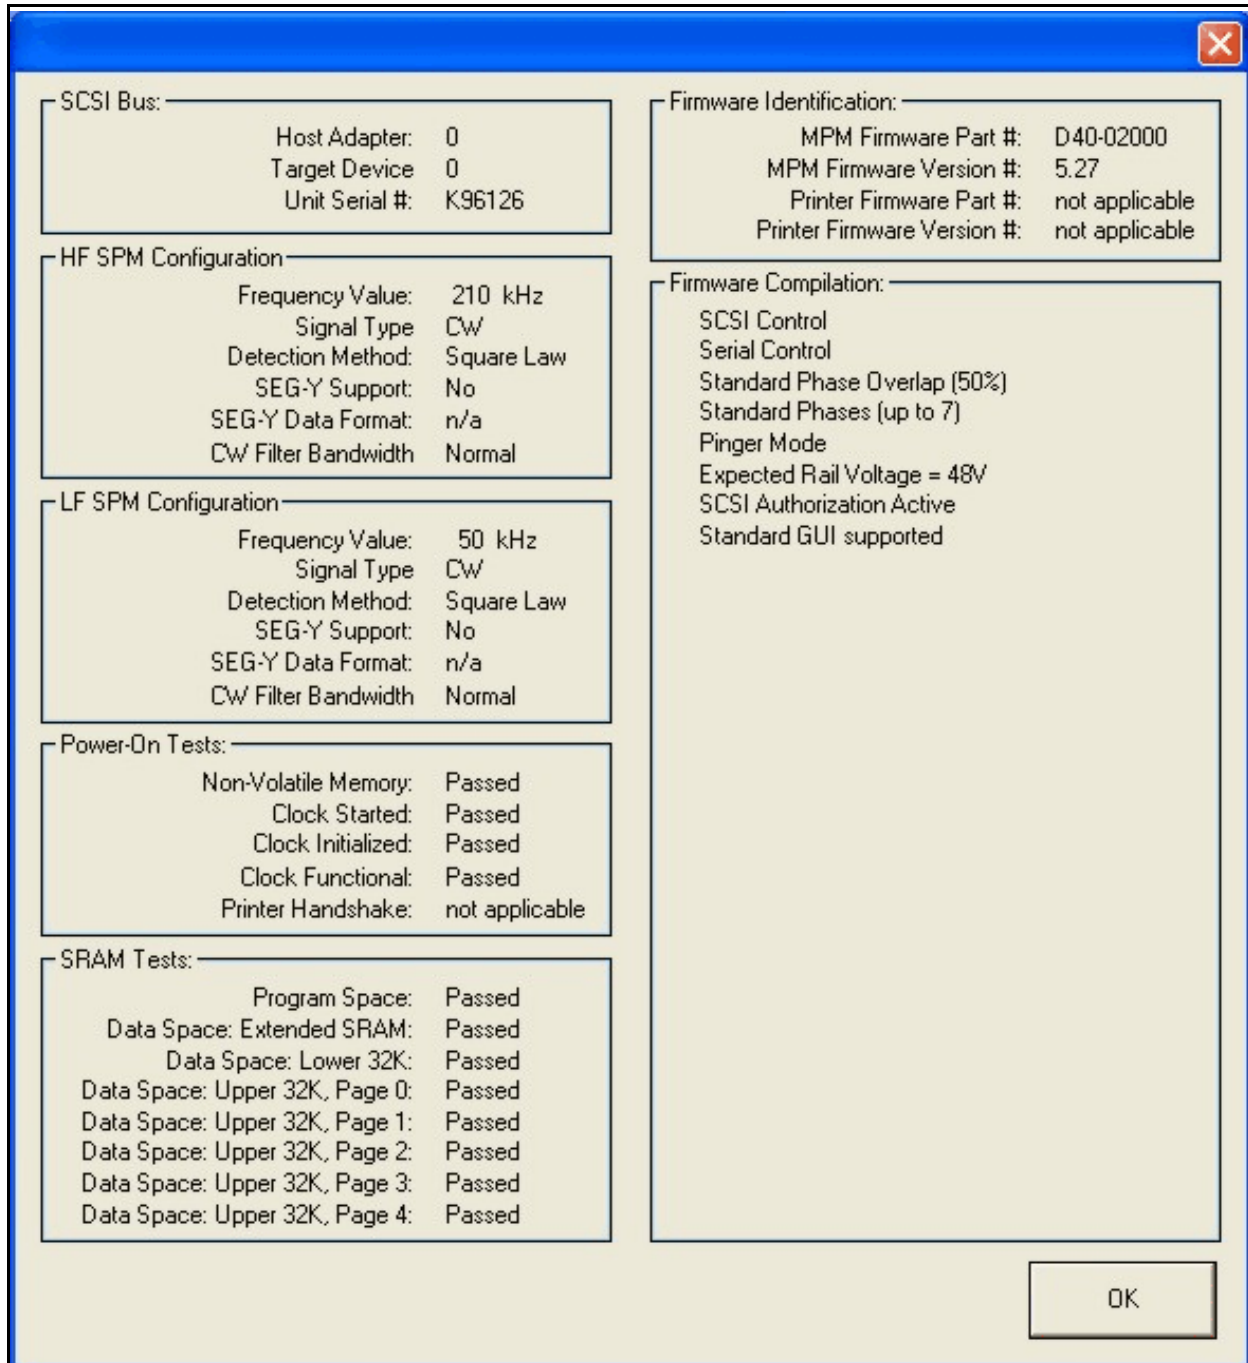 SCSI Bus:
Host Adapter: 0
Target Device 0
Unit Serial #: K96126
HF SPM Configuration
Frequency Value: 210 kHz
Signal Type CW
Detection Method: Square Law
SEG-Y Support: No
SEG-Y Data Format: n/a
CW Filter Bandwidth Normal
LF SPM Configuration
Frequency Value: 50 kHz
Signal Type CW
Detection Method: Square Law
SEG-Y Support: No
SEG-Y Data Format: n/a
CW Filter Bandwidth Normal
Power-On Tests:
Non-Volatile Memory: Passed
Clock Started: Passed
Clock Initialized: Passed
Clock Functional: Passed
Printer Handshake: not applicable
SRAM Tests:
Program Space: Passed
Data Space: Extended SRAM: Passed
Data Space: Lower 32K: Passed
Data Space: Upper 32K, Page 0: Passed
Data Space: Upper 32K, Page 1: Passed
Data Space: Upper 32K, Page 2: Passed
Data Space: Upper 32K, Page 3: Passed
Data Space: Upper 32K, Page 4: Passed
Firmware Identification:
MPM Firmware Part #: D40-02000
MPM Firmware Version #: 5.27
Printer Firmware Part #: not applicable
Printer Firmware Version #: not applicable
Firmware Compilation:
SCSI Control
Serial Control
Standard Phase Overlap (50%)
Standard Phases (up to 7)
Pinger Mode
Expected Rail Voltage = 48V
SCSI Authorization Active
Standard GUI supported
OK